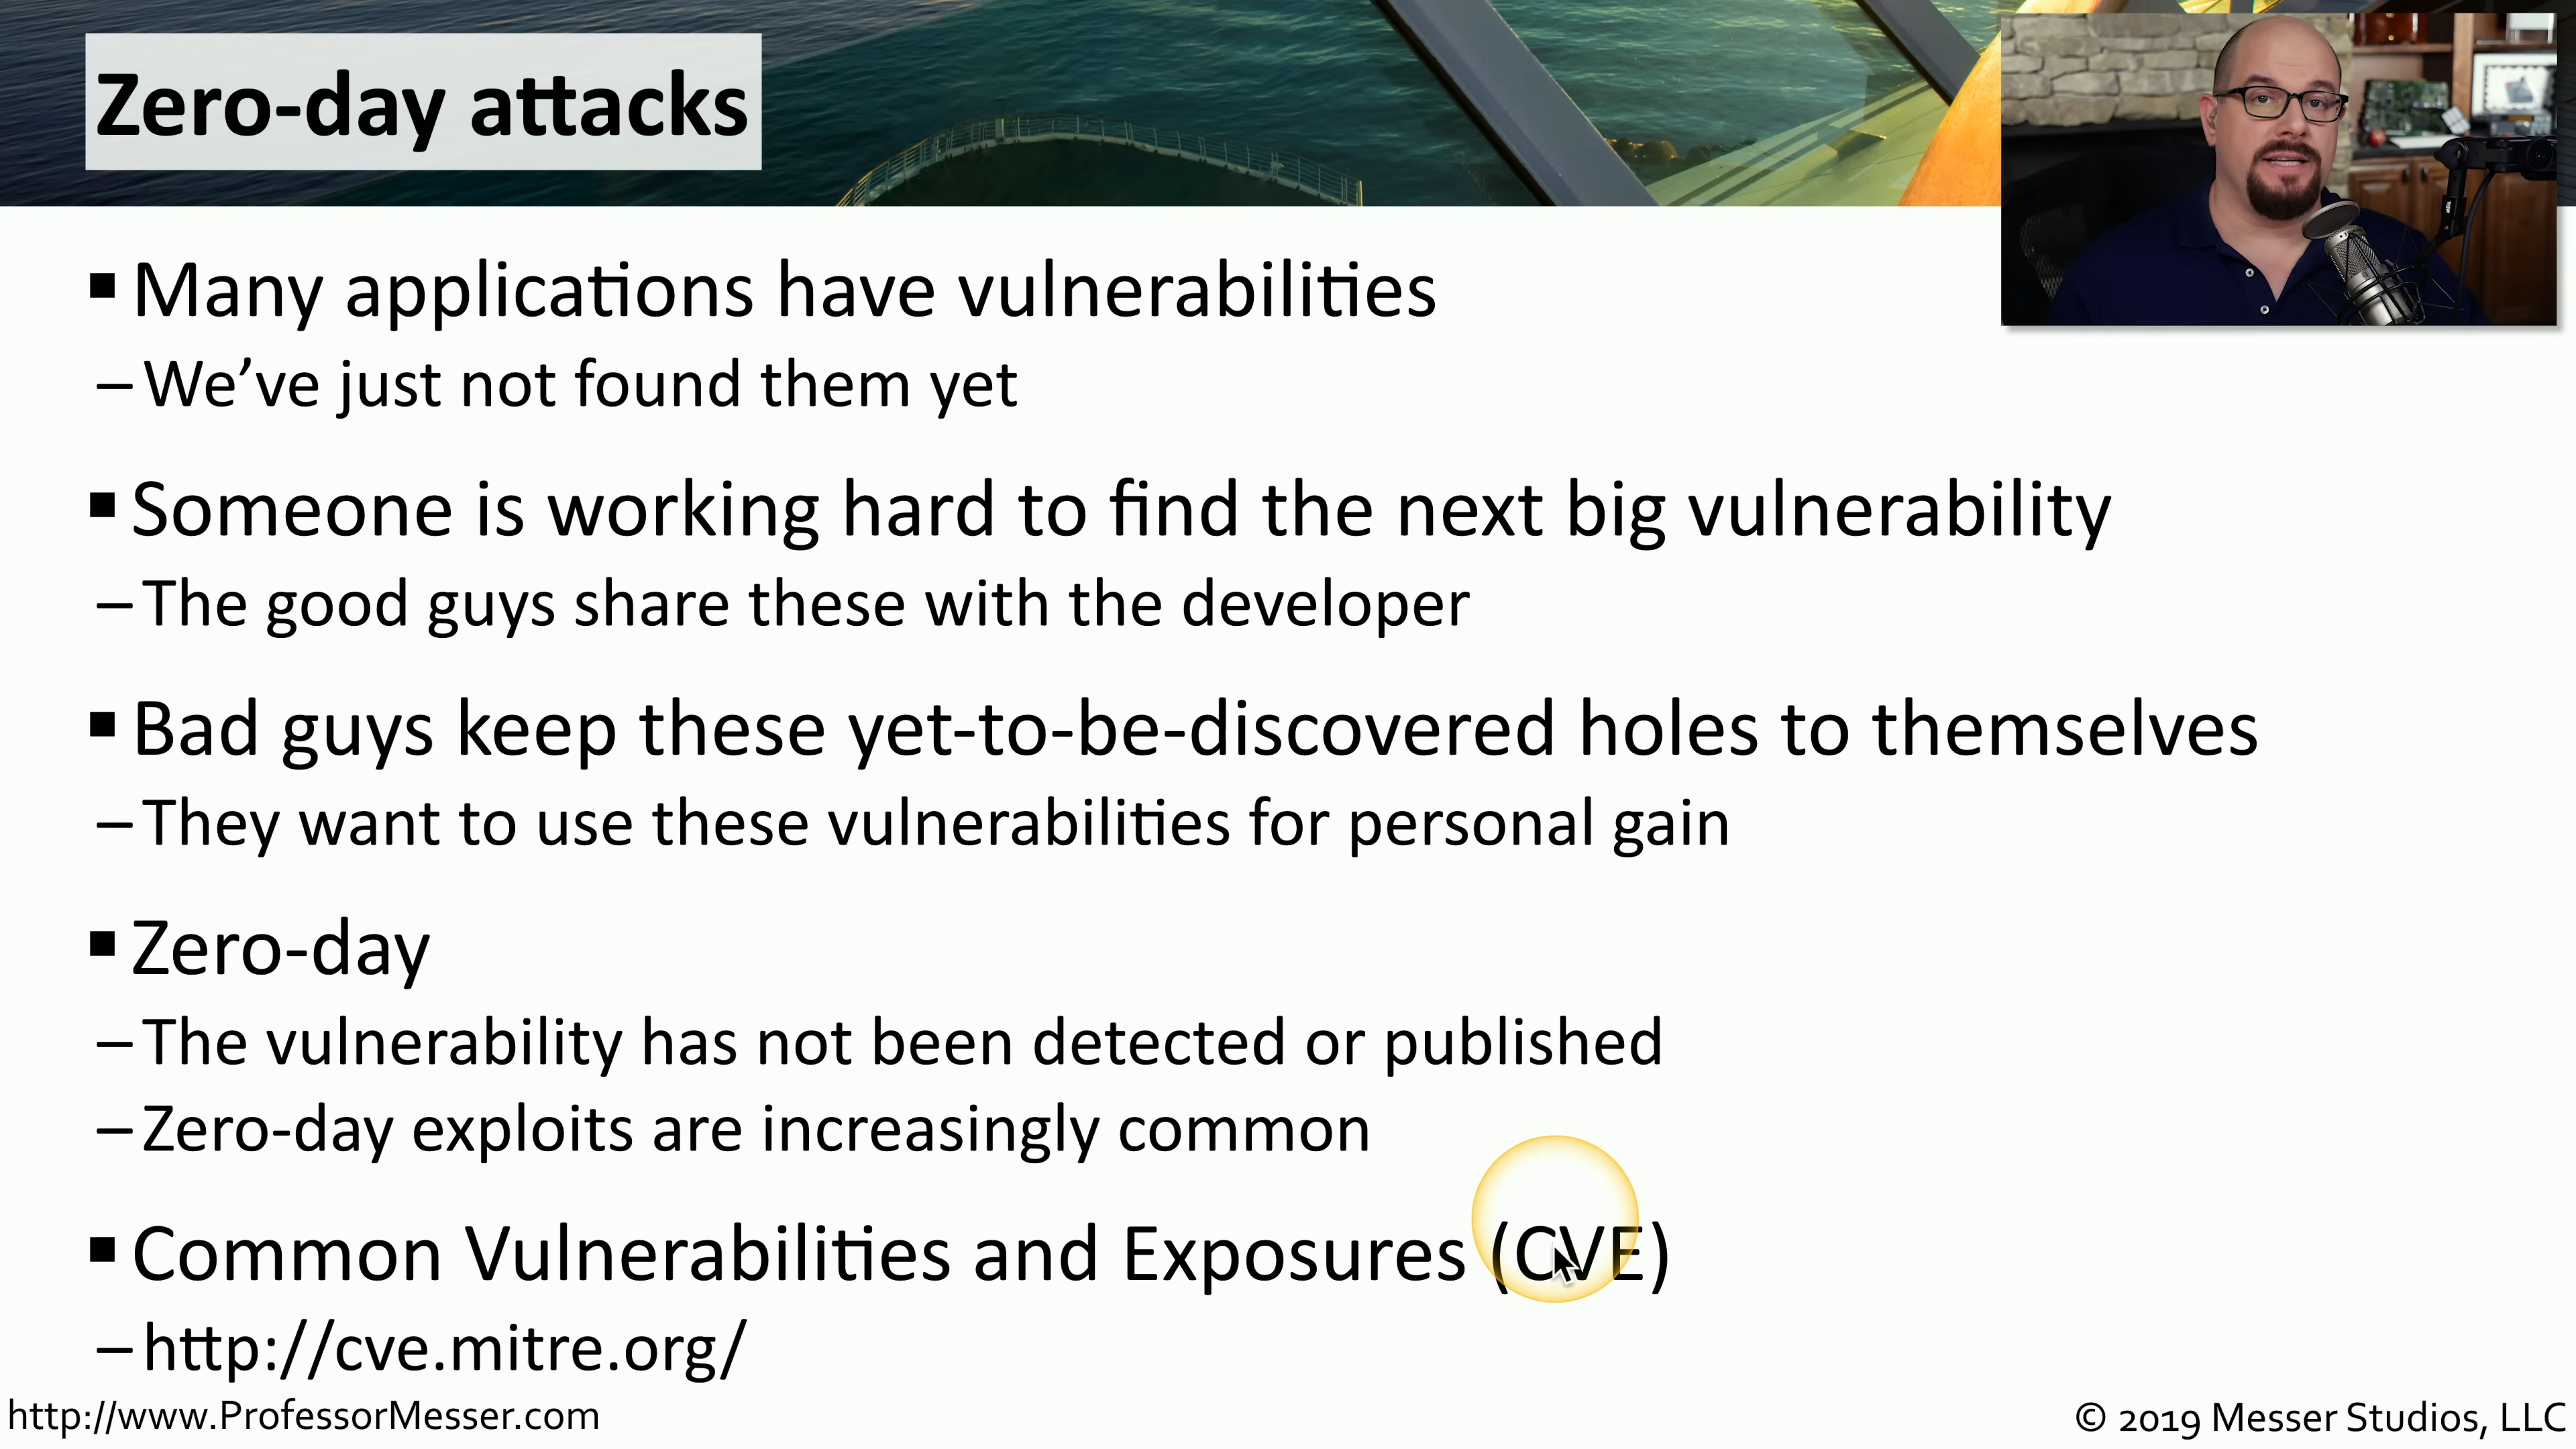 Zero-day attacks
▪ Many applications have vulnerabilities
– We’ve just not found them yet
▪ Someone is working hard to find the next big vulnerability
– The good guys share these with the developer
▪ Bad guys keep these yet-to-be-discovered holes to themselves
– They want to use these vulnerabilities for personal gain
▪ Zero-day
– The vulnerability has not been detected or published
– Zero-day exploits are increasingly common
▪ Common Vulnerabilities and Exposures (CVE)
– http://cve.mitre.org/
http://www.ProfessorMesser.com
© 2019 Messer Studios, LLC